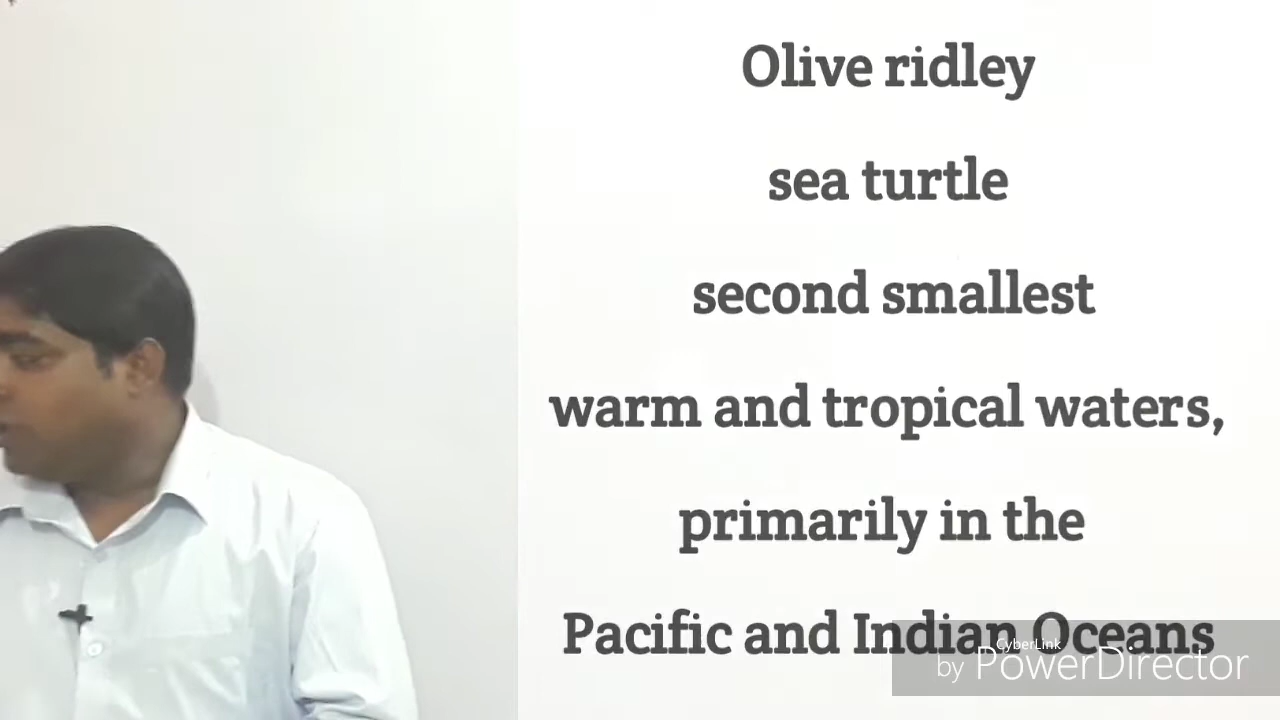 Olive ridley
sea turtle
second smallest
warm and tropical waters,
primarily in the
Pacific and Indian Oceans
CyberLink
by PowerDirector